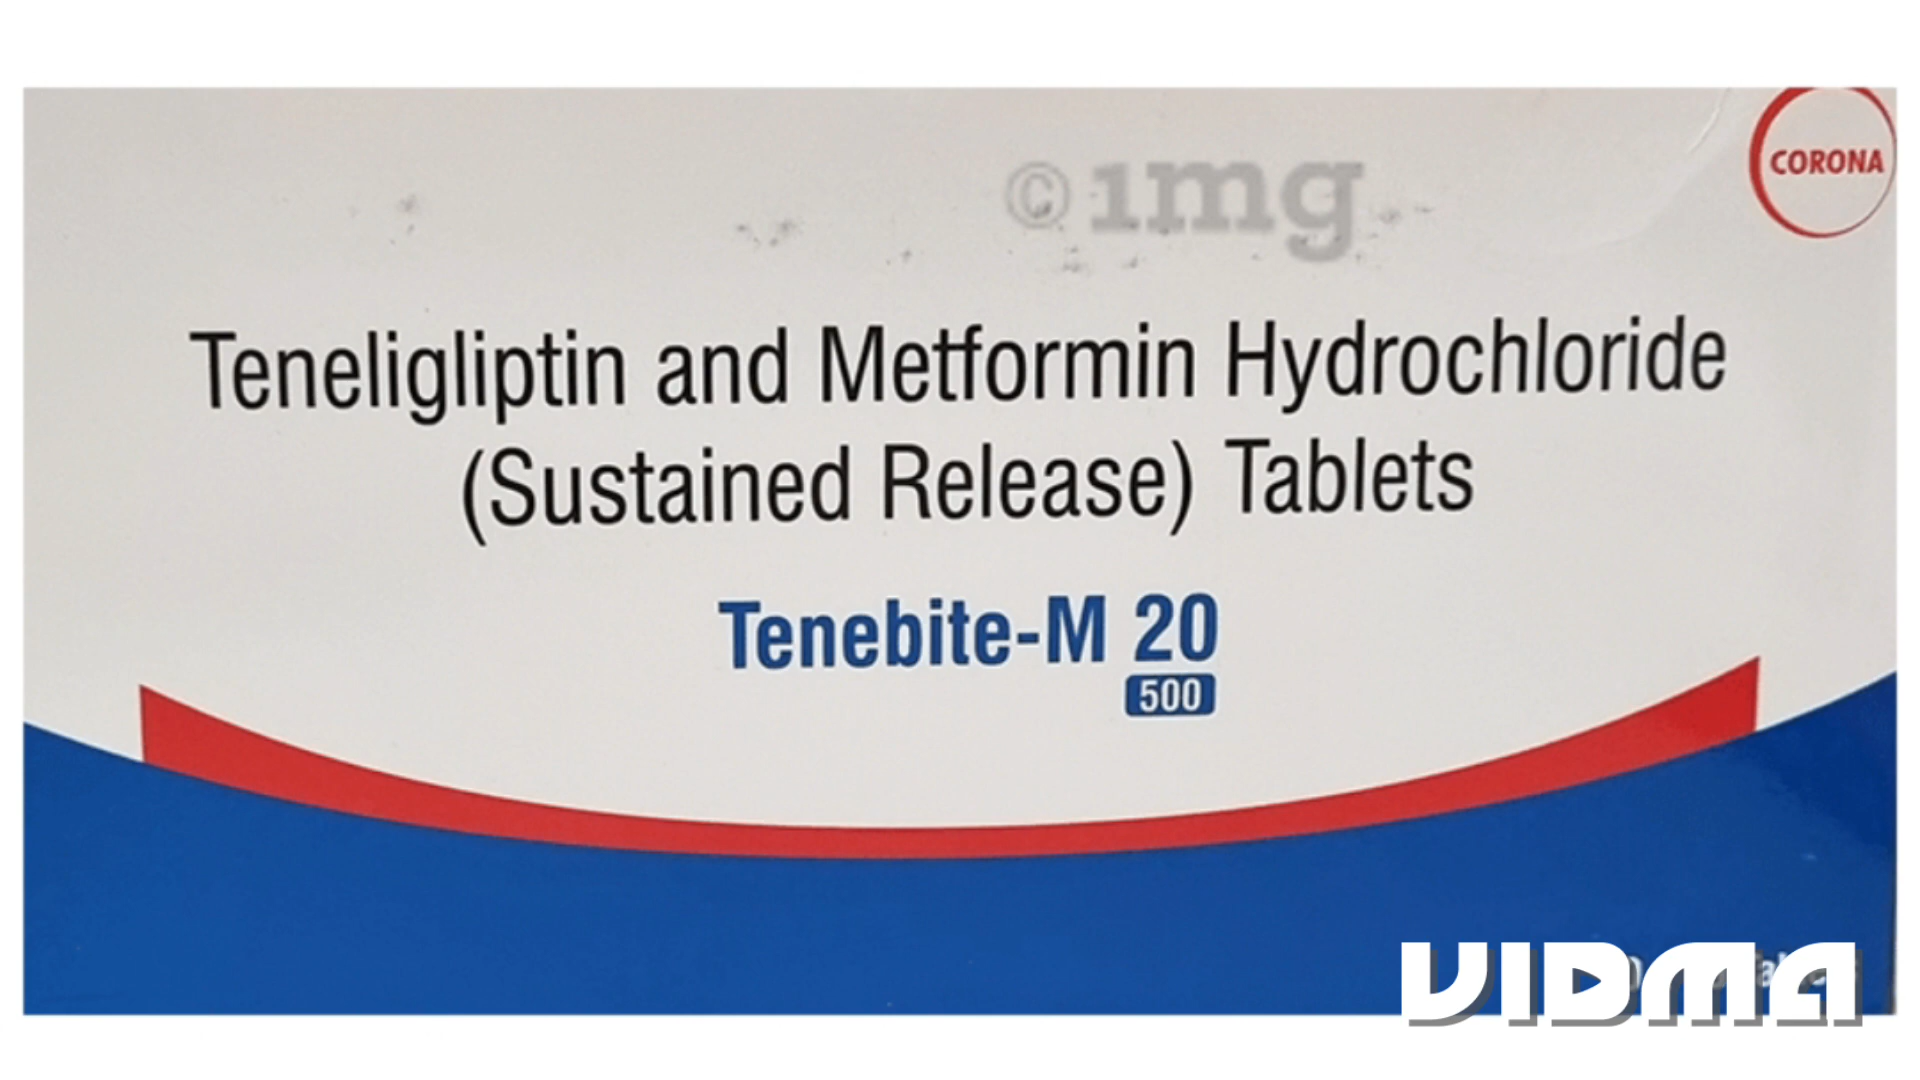 CORONA
© 1mg
Teneligliptin and Metformin Hydrochloride
(Sustained Release) Tablets
Tenebite-M 20
500
VIDMA